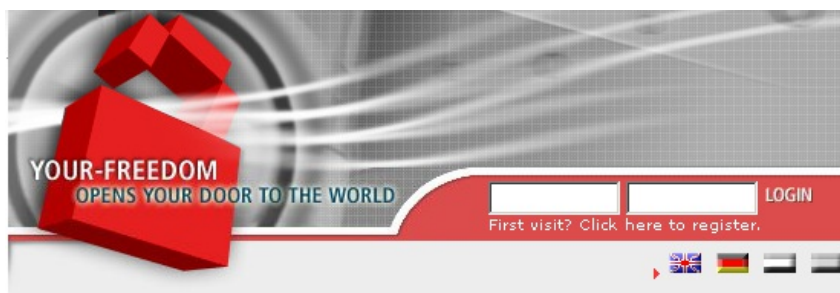 YOUR-FREEDOM
OPENS YOUR DOOR TO THE WORLD
LOGIN
First visit? Click here to register.